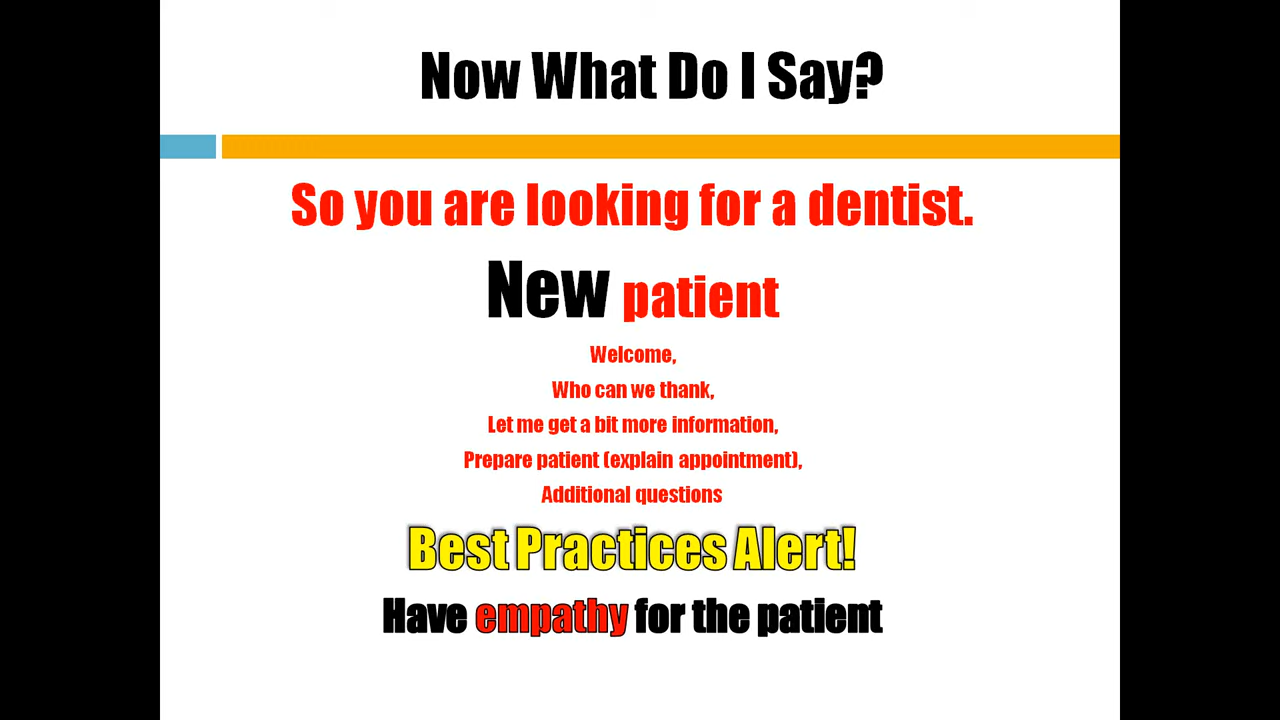 Now What Do I Say?
So you are looking for a dentist.
New patient
Welcome,
Who can we thank,
Let me get a bit more information,
Prepare patient (explain appointment),
Additional questions
Best Practices Alert!
Have empathy for the patient